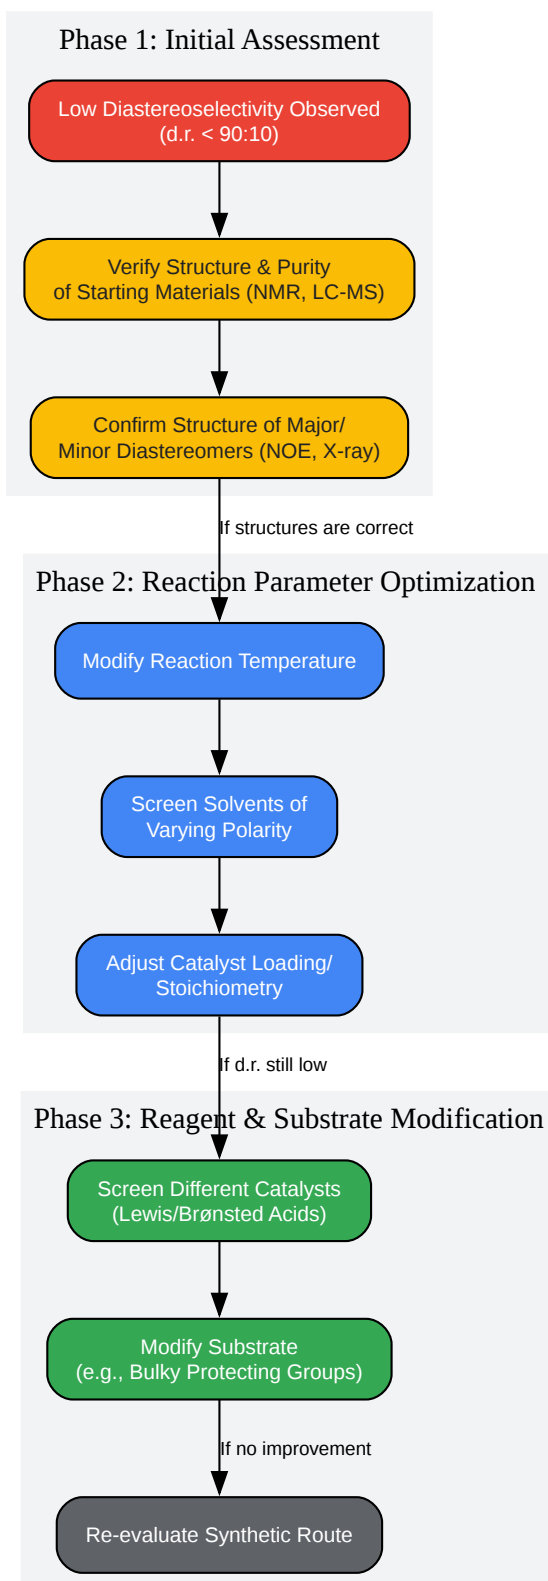 Phase 1: Initial Assessment
Low Diastereoselectivity Observed
(d.r. < 90:10)
Verify Structure & Purity
of Starting Materials (NMR, LC-MS)
Confirm Structure of Major/
Minor Diastereomers (NOE, X-ray)
If structures are correct
Phase 2: Reaction Parameter Optimization
Modify Reaction Temperature
Screen Solvents of
Varying Polarity
Adjust Catalyst Loading/
Stoichiometry
If d.r. still low
Phase 3: Reagent & Substrate Modification
Screen Different Catalysts
(Lewis/Brønsted Acids)
Modify Substrate
(e.g., Bulky Protecting Groups)
If no improvement
Re-evaluate Synthetic Route